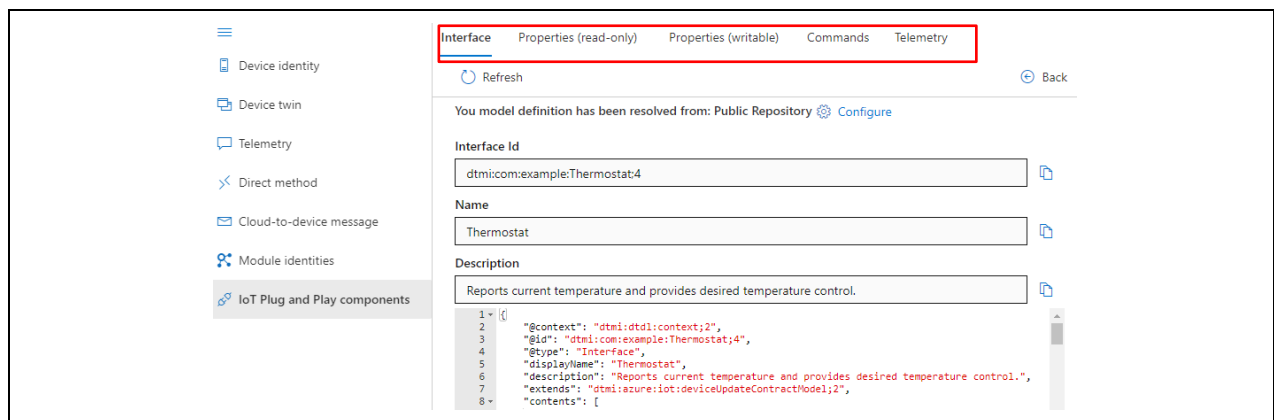 Device identity
Device twin
Telemetry
Direct method
Cloud-to-device message
Module identities
IoT Plug and Play components
Interface Properties (read-only) Properties (writable) Commands Telemetry
Refresh Back
You model definition has been resolved from: Public Repository Configure
Interface Id
dtmi:com:example:Thermostat;4
Name
Thermostat
Description
Reports current temperature and provides desired temperature control.
1 {
2 "@context": "dtmi:dtdl:context;2",
3 "@id": "dtmi:com:example:Thermostat;4",
4 "@type": "Interface",
5 "displayName": "Thermostat",
6 "description": "Reports current temperature and provides desired temperature control.",
7 "extends": "dtmi:azure:iot:deviceUpdateContractModel;2",
8 "contents": [